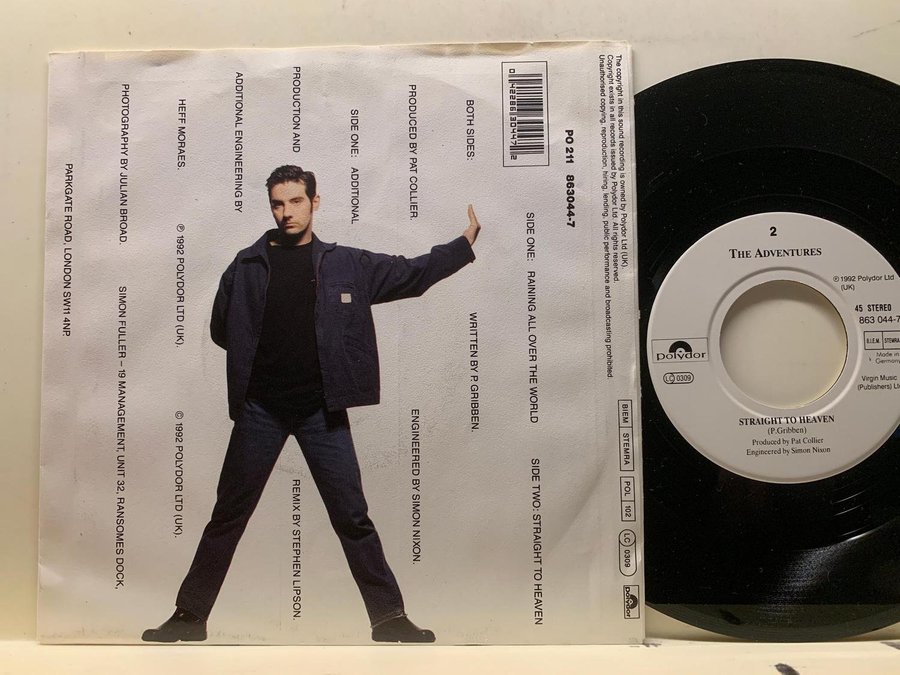 The copyright in this sound recording is owned by Polydor Ltd (UK).
Copyright exists in all records issued by Polydor Ltd. All rights reserved.
Unauthorised copying, reproduction, hiring, lending, public performance and broadcasting prohibited.
BIEM STEMRA POL 102 LC 0309 polydor
PO 211 863044-7
0 42286 30447 2
SIDE ONE: RAINING ALL OVER THE WORLD SIDE TWO: STRAIGHT TO HEAVEN
BOTH SIDES: WRITTEN BY P. GRIBBEN.
PRODUCED BY PAT COLLIER. ENGINEERED BY SIMON NIXON.
SIDE ONE: ADDITIONAL
PRODUCTION AND REMIX BY STEPHEN LIPSON.
ADDITIONAL ENGINEERING BY
HEFF MORAES. ℗ 1992 POLYDOR LTD (UK). © 1992 POLYDOR LTD (UK).
PHOTOGRAPHY BY JULIAN BROAD. SIMON FULLER – 19 MANAGEMENT, UNIT 32, RANSOMES DOCK,
PARKGATE ROAD, LONDON SW11 4NP.
2
THE ADVENTURES
℗ 1992 Polydor Ltd
(UK)
45 STEREO
863 044-7
polydor
LC 0309
B.I.E.M. STEMRA
Made in
Germany
Virgin Music
(Publishers) Lt
STRAIGHT TO HEAVEN
(P.Gribben)
Produced by Pat Collier
Engineered by Simon Nixon